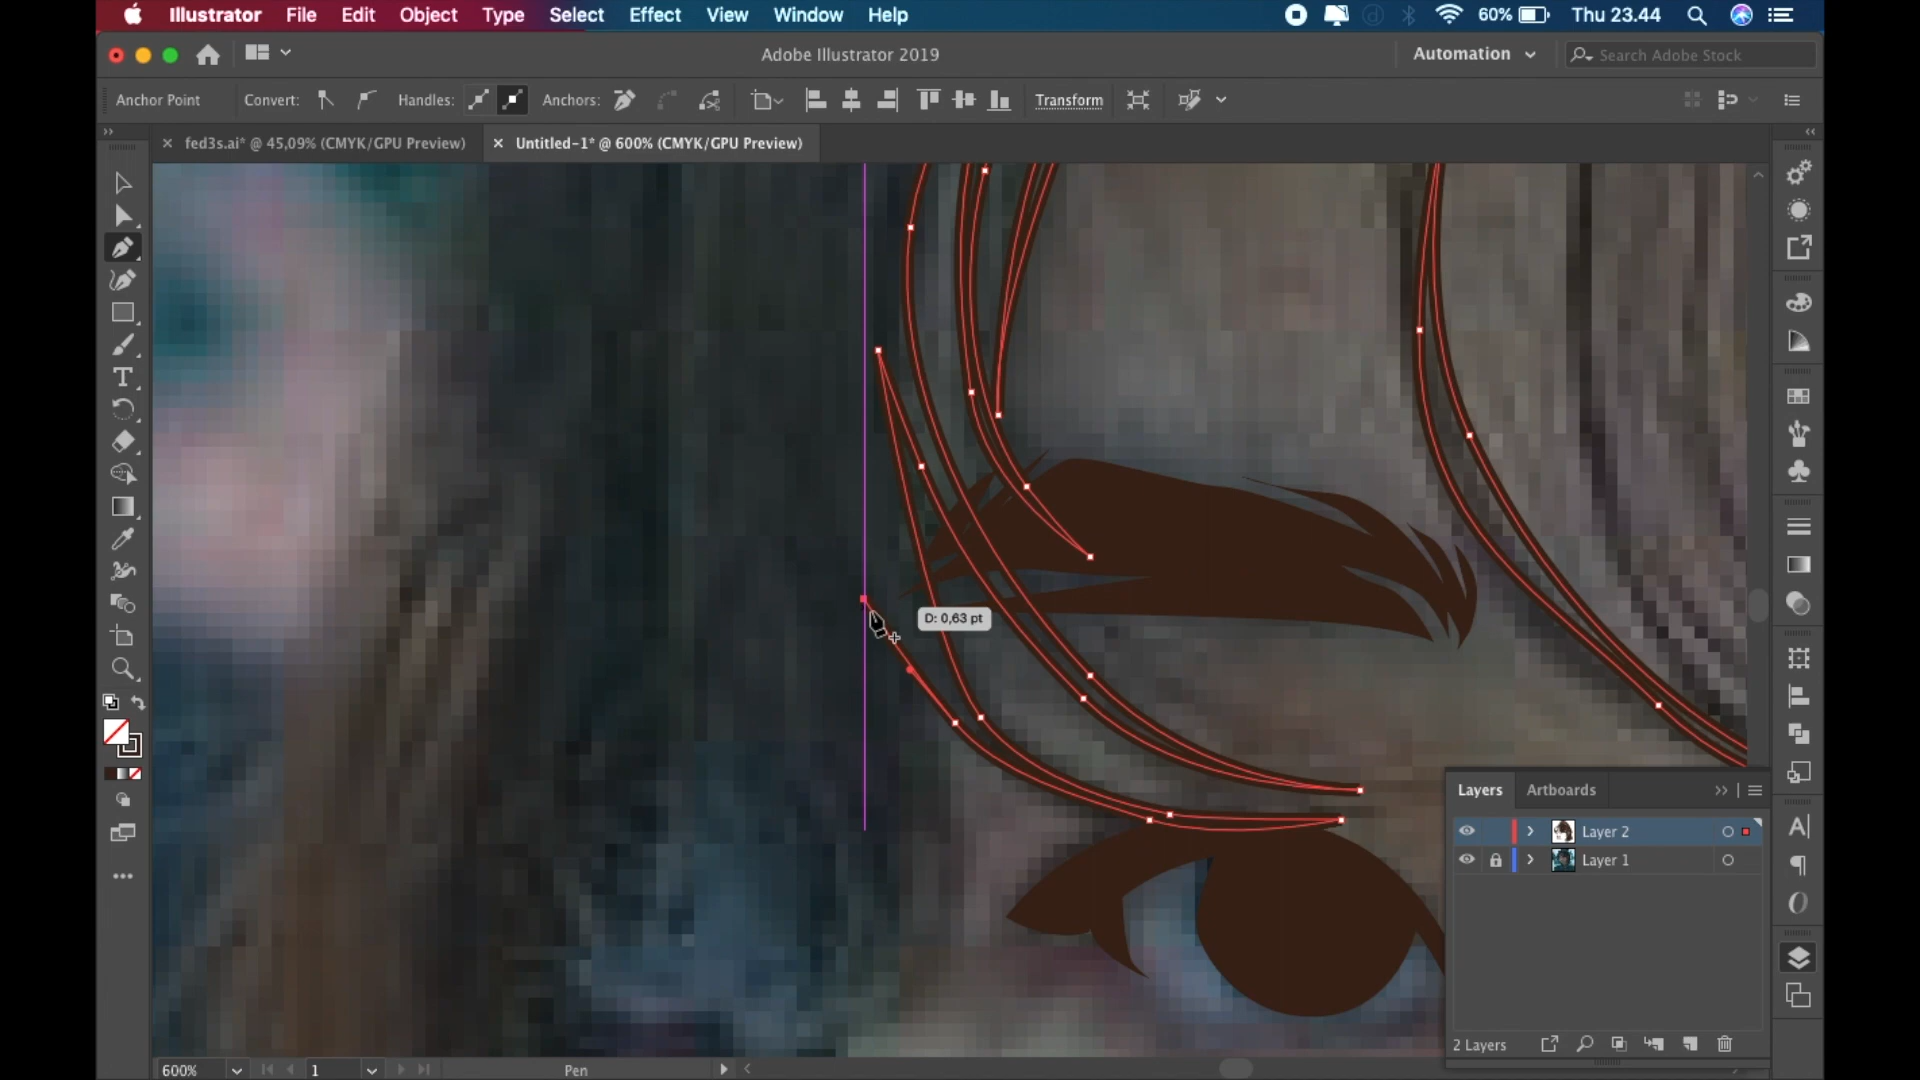 Illustrator File Edit Object Type Select Effect View Window Help
60% Thu 23.44
Adobe Illustrator 2019
Automation
Search Adobe Stock
Anchor Point
Convert:
Handles:
Anchors:
Transform
fed3s.ai* @ 45,09% (CMYK/GPU Preview)
Untitled-1* @ 600% (CMYK/GPU Preview)
D: 0,63 pt
Layers
Artboards
Layer 2
Layer 1
2 Layers
600%
1
Pen